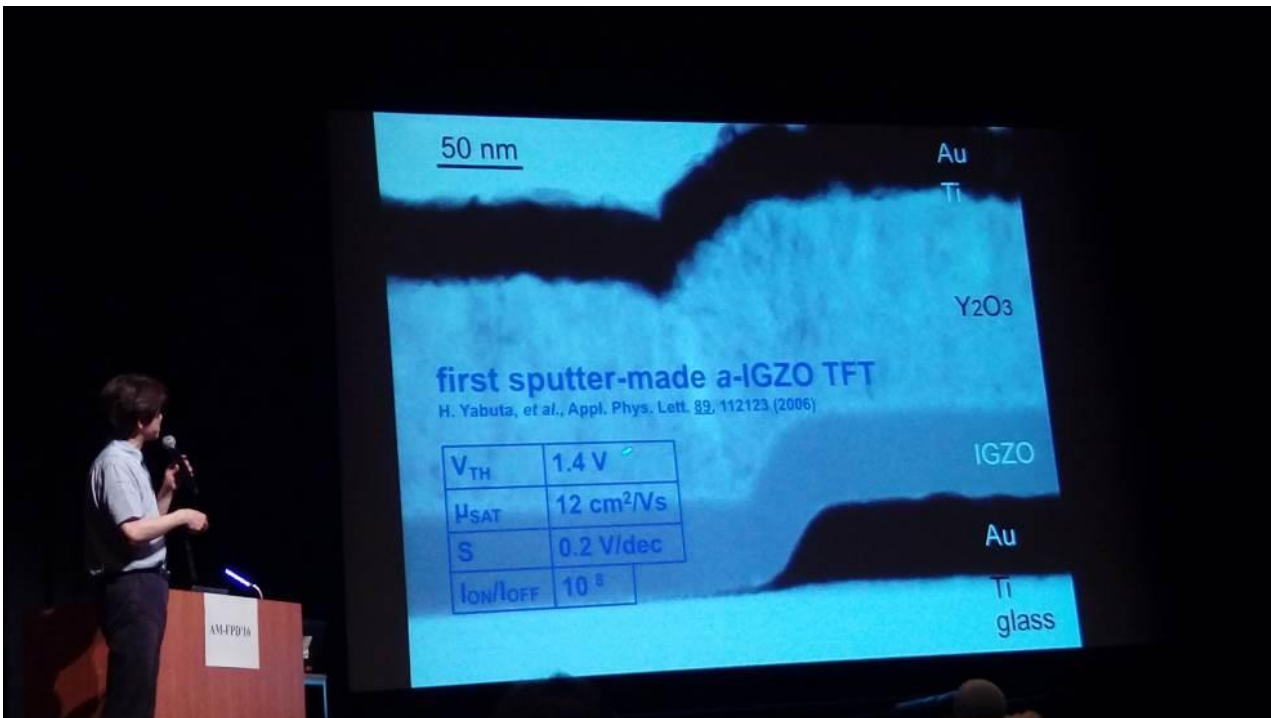 50 nm
Au
Ti
Y2O3
first sputter-made a-IGZO TFT
H. Yabuta, et al., Appl. Phys. Lett. 89, 112123 (2006)
IGZO
VTH 1.4 V
μSAT 12 cm²/Vs
S 0.2 V/dec
ION/IOFF 10⁸
Au
Ti
glass
AM-FPD'16